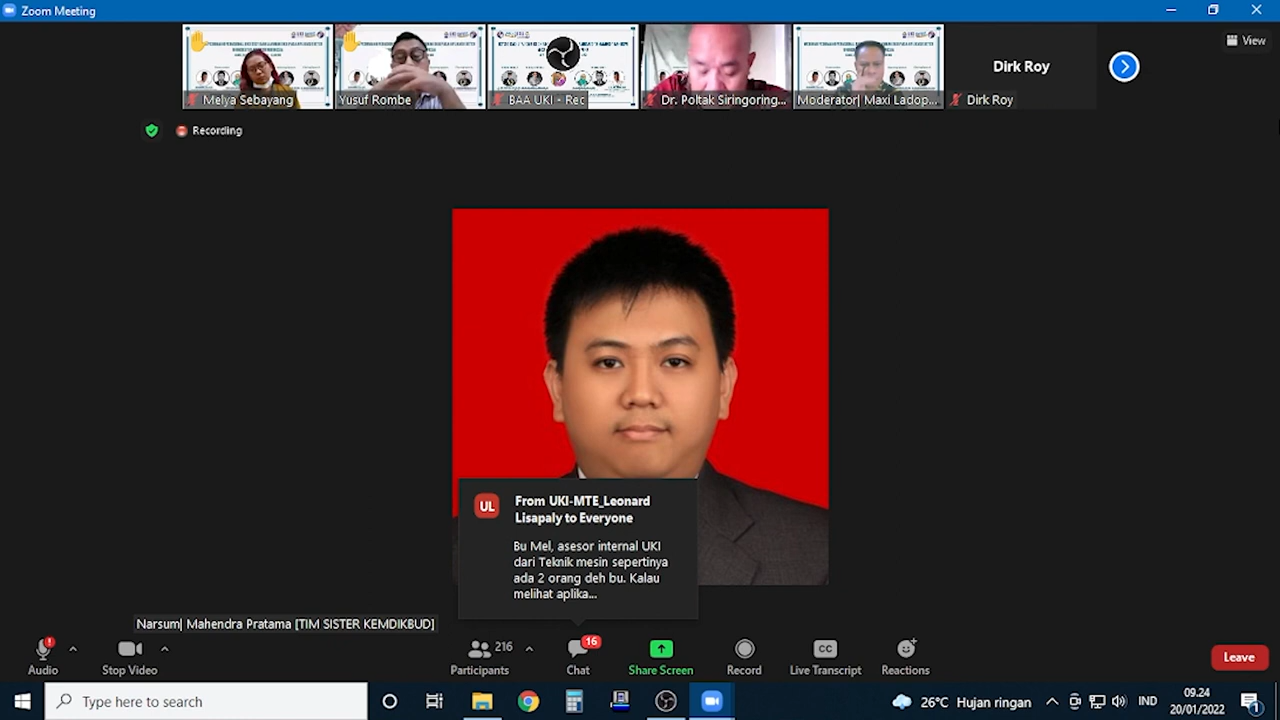 Zoom Meeting
View
Melya Sebayang
usuf Rombe
BAA UKI - Rec
Dr. Poltak Siringoring...
Moderator| Maxi Ladop...
Dirk Roy
Dirk Roy
Recording
UL
From UKI-MTE_Leonard
Lisapaly to Everyone
Bu Mel, asesor internal UKI
dari Teknik mesin sepertinya
ada 2 orang deh bu. Kalau
melihat aplika...
Narsum| Mahendra Pratama [TIM SISTER KEMDIKBUD]
216
16
CC
Audio
Stop Video
Participants
Chat
Share Screen
Record
Live Transcript
Reactions
Leave
Type here to search
26°C Hujan ringan
IND
09.24
20/01/2022
1